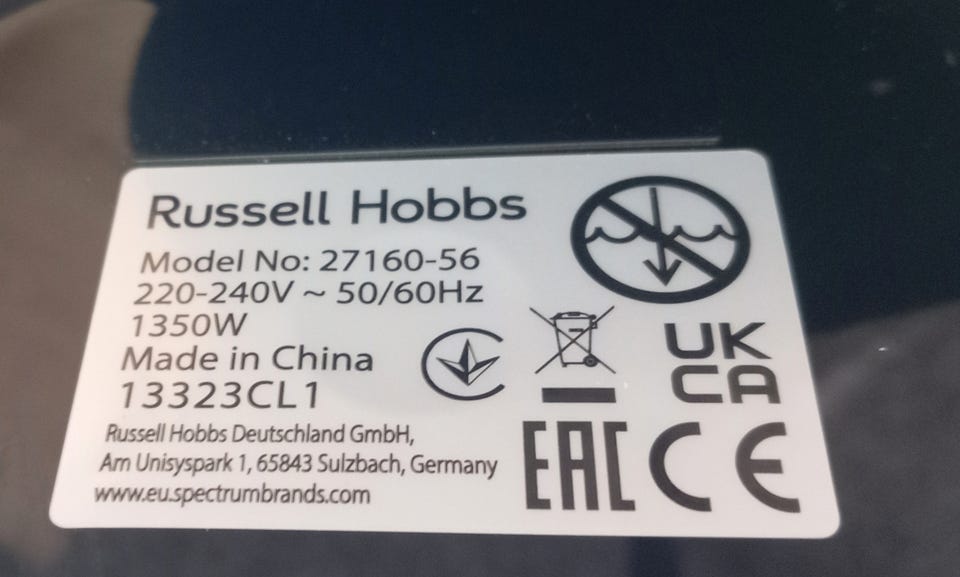 Russell Hobbs
Model No: 27160-56
220-240V ~ 50/60Hz
1350W
Made in China
13323CL1
Russell Hobbs Deutschland GmbH,
Am Unisyspark 1, 65843 Sulzbach, Germany
www.eu.spectrumbrands.com
UK
CA
EAC CE